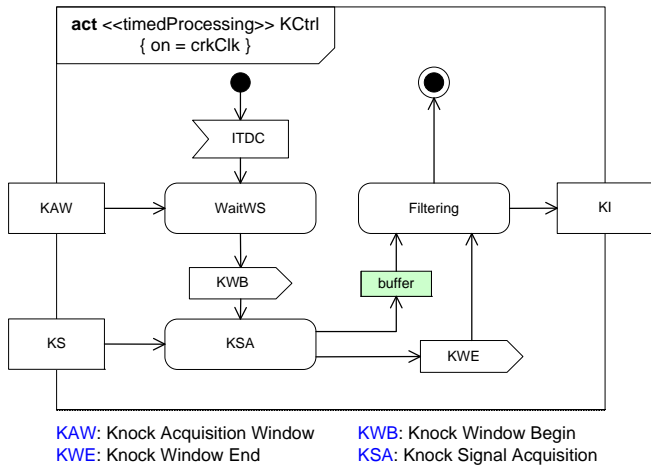 act <<timedProcessing>> KCtrl
{ on = crkClk }
ITDC
KAW
WaitWS
Filtering
KI
KWB
buffer
KS
KSA
KWE
KAW: Knock Acquisition Window
KWB: Knock Window Begin
KWE: Knock Window End
KSA: Knock Signal Acquisition